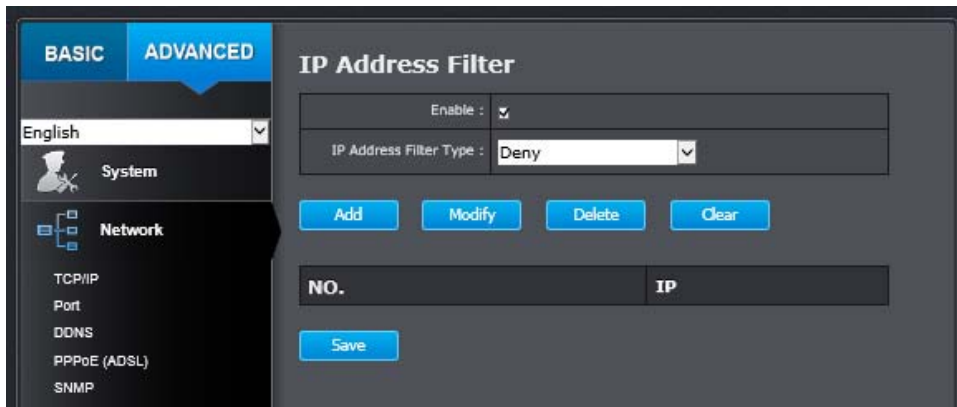 BASIC
ADVANCED
English
System
Network
TCP/IP
Port
DDNS
PPPoE (ADSL)
SNMP
IP Address Filter
Enable :
IP Address Filter Type : Deny
Add Modify Delete Clear
NO. IP
Save